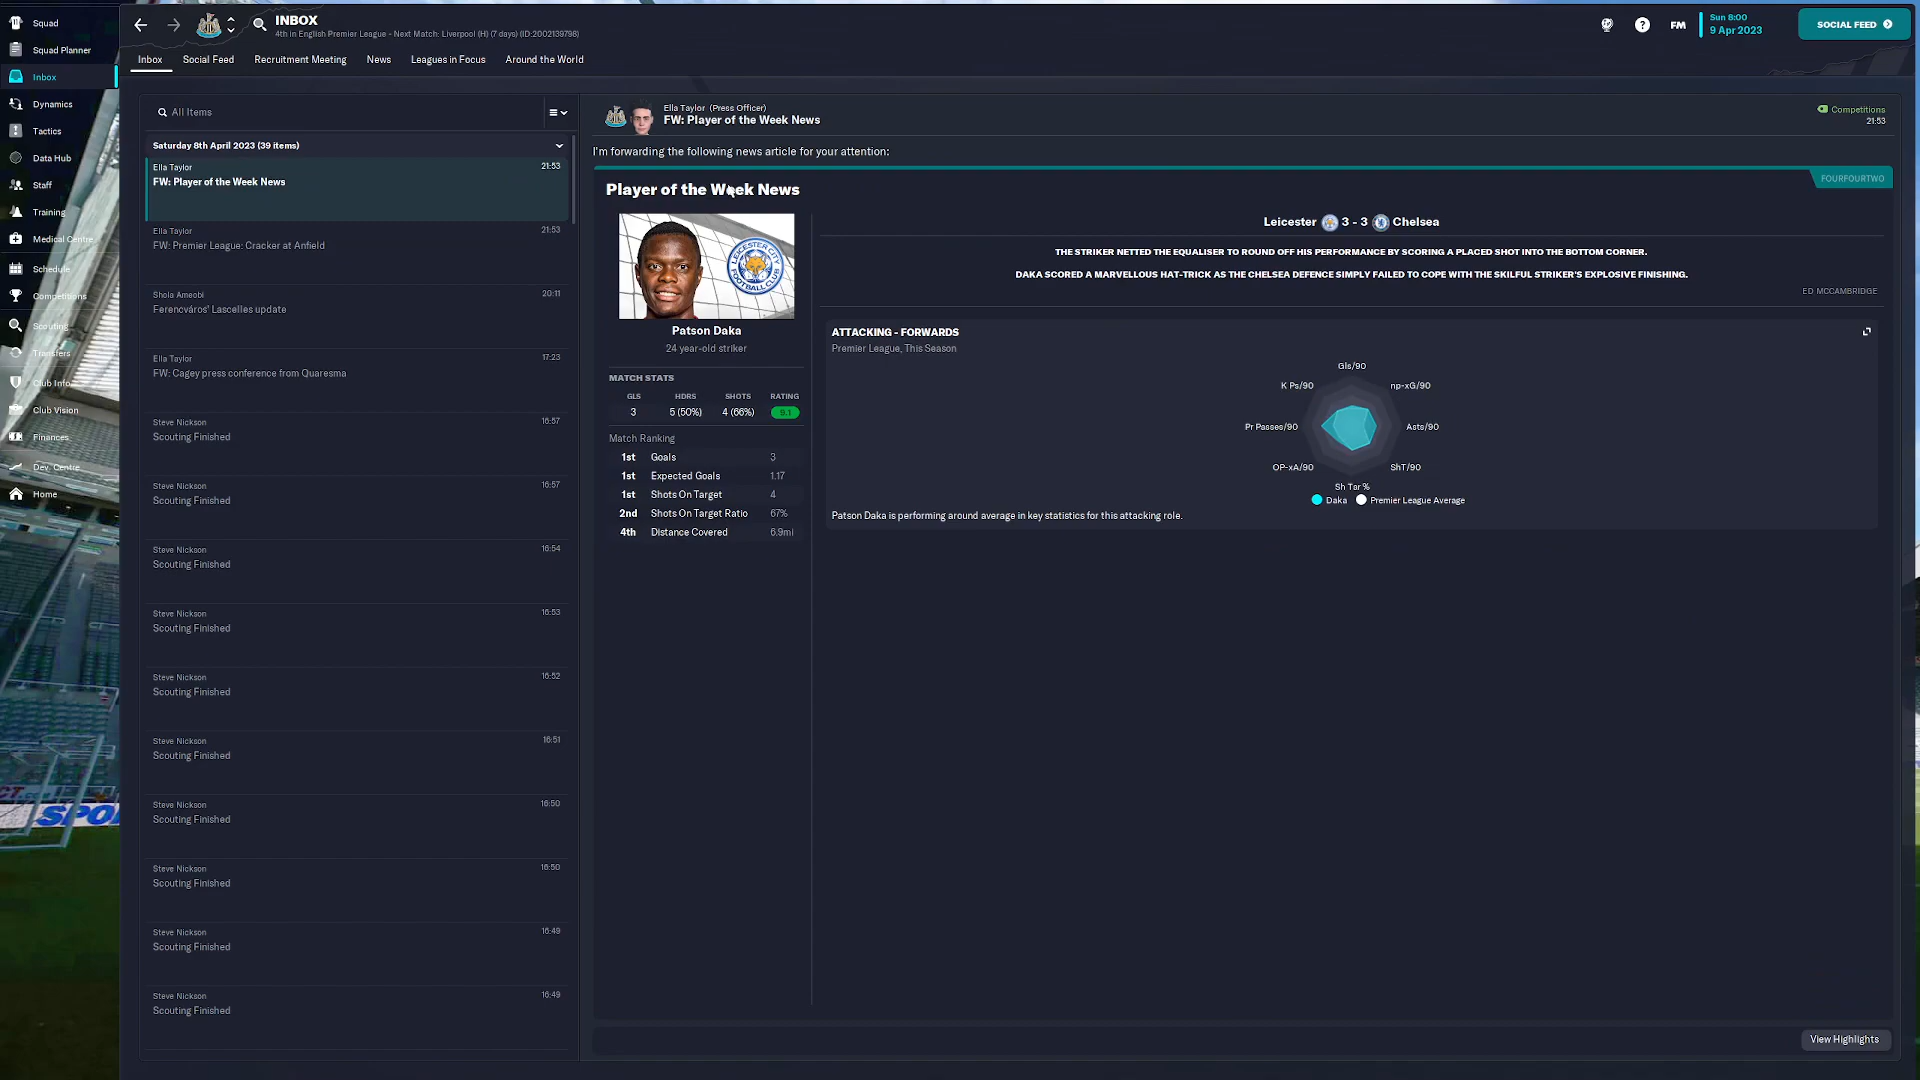 Squad
Squad Planner
Inbox
Dynamics
Tactics
Data Hub
Staff
Training
Medical Centre
Schedule
Competitions
Scouting
Transfers
Club Info
Club Vision
Finances
Dev. Centre
Home
INBOX
4th in English Premier League - Next Match: Liverpool (H) (7 days) (ID:2002139798)
FM
Sun 8:00
9 Apr 2023
SOCIAL FEED
Inbox Social Feed Recruitment Meeting News Leagues in Focus Around the World
All Items
Saturday 8th April 2023 (39 items)
Ella Taylor 21:53
FW: Player of the Week News
Ella Taylor 21:53
FW: Premier League: Cracker at Anfield
Shola Ameobi 20:11
Ferencváros' Lascelles update
Ella Taylor 17:23
FW: Cagey press conference from Quaresma
Steve Nickson 16:57
Scouting Finished
Steve Nickson 16:57
Scouting Finished
Steve Nickson 16:54
Scouting Finished
Steve Nickson 16:53
Scouting Finished
Steve Nickson 16:52
Scouting Finished
Steve Nickson 16:51
Scouting Finished
Steve Nickson 16:50
Scouting Finished
Steve Nickson 16:50
Scouting Finished
Steve Nickson 16:49
Scouting Finished
Steve Nickson 16:49
Scouting Finished
Ella Taylor (Press Officer)
FW: Player of the Week News
Competitions
21:53
I'm forwarding the following news article for your attention:
Player of the Week News
FOURFOURTWO
LEICESTER CITY
FOOTBALL CLUB
Patson Daka
24 year-old striker
MATCH STATS
GLS HDRS SHOTS RATING
3 5 (50%) 4 (66%) 9.1
Match Ranking
1st Goals 3
1st Expected Goals 1.17
1st Shots On Target 4
2nd Shots On Target Ratio 67%
4th Distance Covered 6.9mi
Leicester 3 - 3 Chelsea
THE STRIKER NETTED THE EQUALISER TO ROUND OFF HIS PERFORMANCE BY SCORING A PLACED SHOT INTO THE BOTTOM CORNER.
DAKA SCORED A MARVELLOUS HAT-TRICK AS THE CHELSEA DEFENCE SIMPLY FAILED TO COPE WITH THE SKILFUL STRIKER'S EXPLOSIVE FINISHING.
ED MCCAMBRIDGE
ATTACKING - FORWARDS
Premier League, This Season
Gls/90
K Ps/90 np-xG/90
Pr Passes/90 Asts/90
OP-xA/90 ShT/90
Sh Tar %
Daka Premier League Average
Patson Daka is performing around average in key statistics for this attacking role.
View Highlights